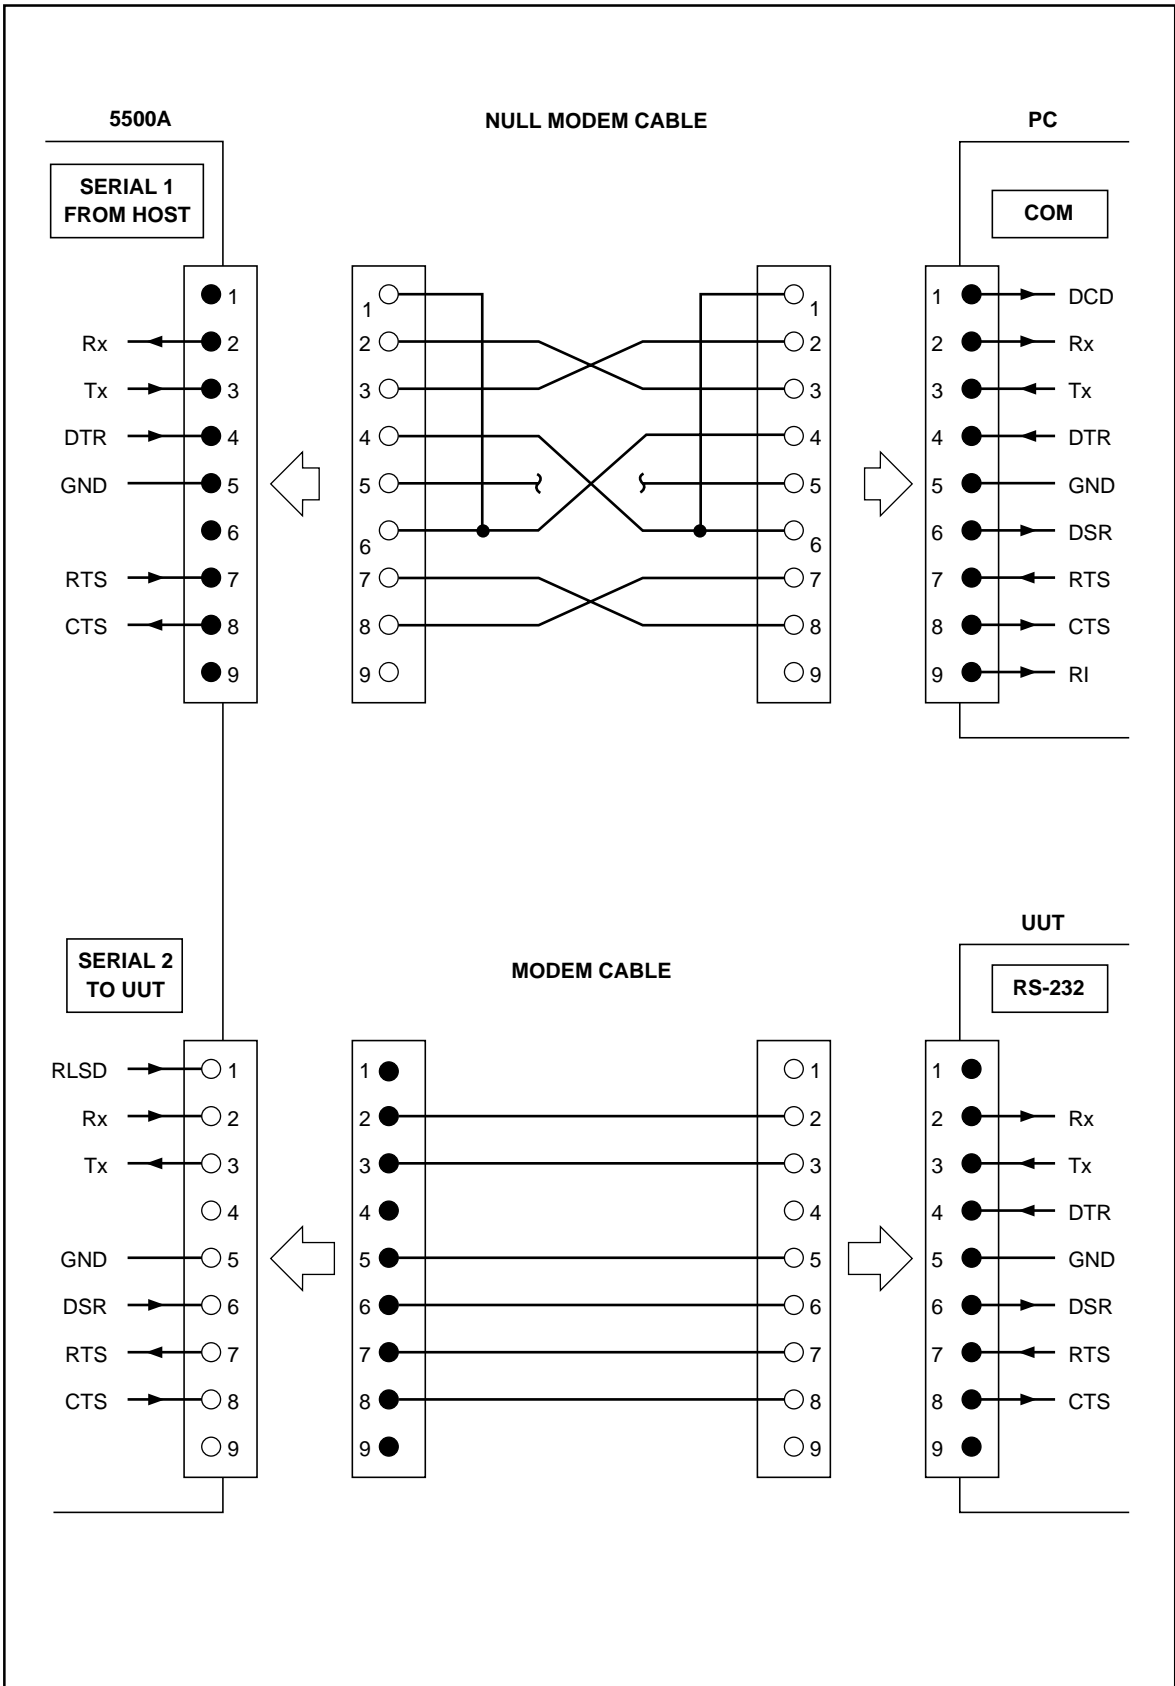 5500A NULL MODEM CABLE PC
SERIAL 1
FROM HOST
COM
1 1 1 1 DCD
Rx 2 2 2 2 Rx
Tx 3 3 3 3 Tx
DTR 4 4 4 4 DTR
GND 5 5 5 5 GND
6 6 6 6 DSR
RTS 7 7 7 7 RTS
CTS 8 8 8 8 CTS
9 9 9 9 RI
UUT
SERIAL 2
TO UUT
MODEM CABLE
RS-232
RLSD 1 1 1 1
Rx 2 2 2 2 Rx
Tx 3 3 3 3 Tx
4 4 4 4 DTR
GND 5 5 5 5 GND
DSR 6 6 6 6 DSR
RTS 7 7 7 7 RTS
CTS 8 8 8 8 CTS
9 9 9 9